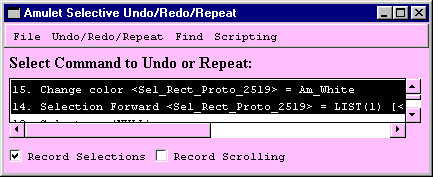 Amulet Selective Undo/Redo/Repeat
File Undo/Redo/Repeat Find Scripting
Select Command to Undo or Repeat:
15. Change color <Sel_Rect_Proto_2519> = Am_White
14. Selection Forward <Sel_Rect_Proto_2519> = LIST(1) [<
Record Selections Record Scrolling